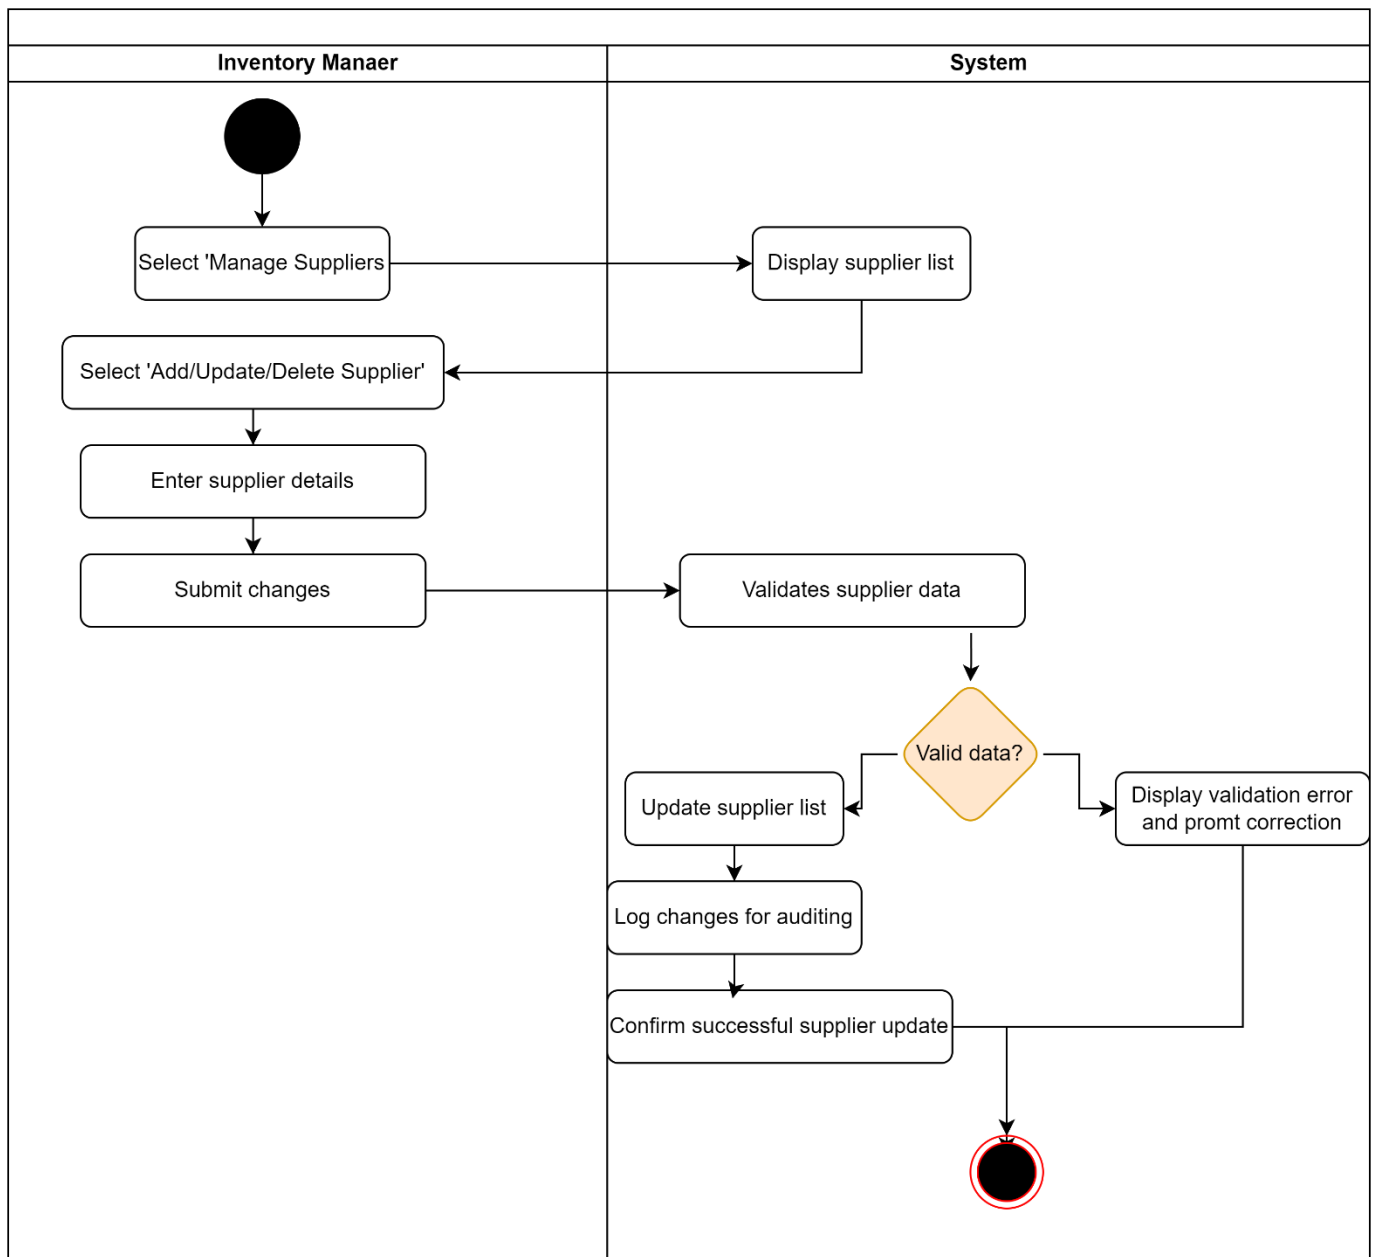 Inventory Manaer
System
Select 'Manage Suppliers
Display supplier list
Select 'Add/Update/Delete Supplier'
Enter supplier details
Submit changes
Validates supplier data
Valid data?
Update supplier list
Display validation error
and promt correction
Log changes for auditing
Confirm successful supplier update